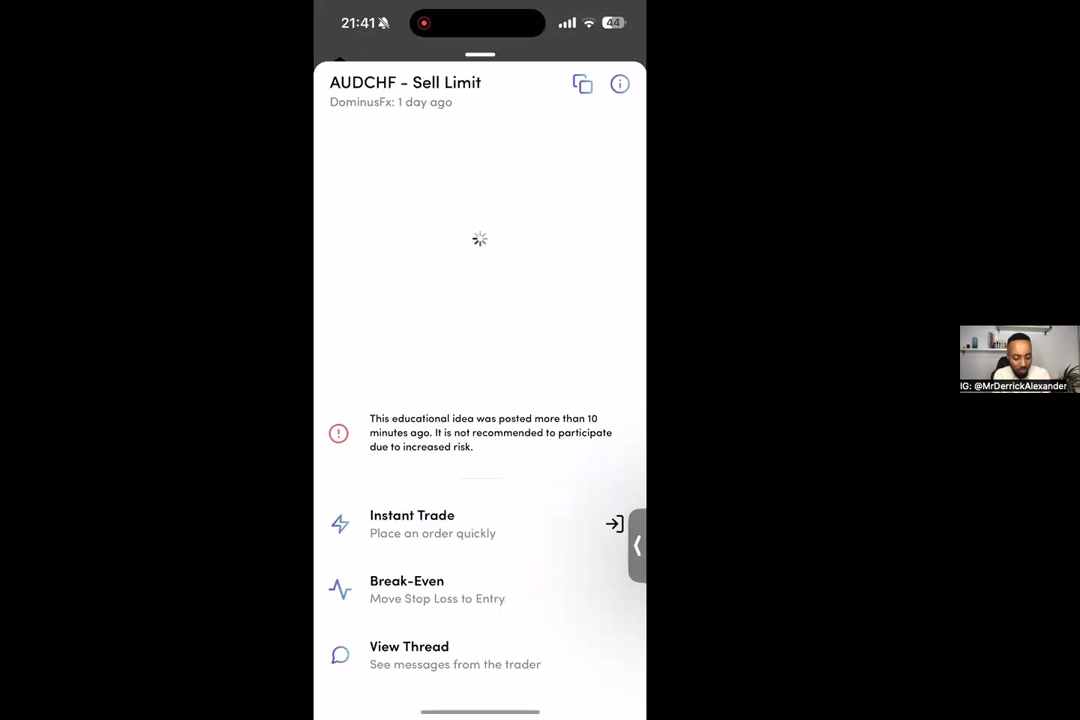 21:41
44
AUDCHF - Sell Limit
DominusFx: 1 day ago
This educational idea was posted more than 10
minutes ago. It is not recommended to participate
due to increased risk.
Instant Trade
Place an order quickly
Break-Even
Move Stop Loss to Entry
View Thread
See messages from the trader
IG: @MrDerrickAlexander